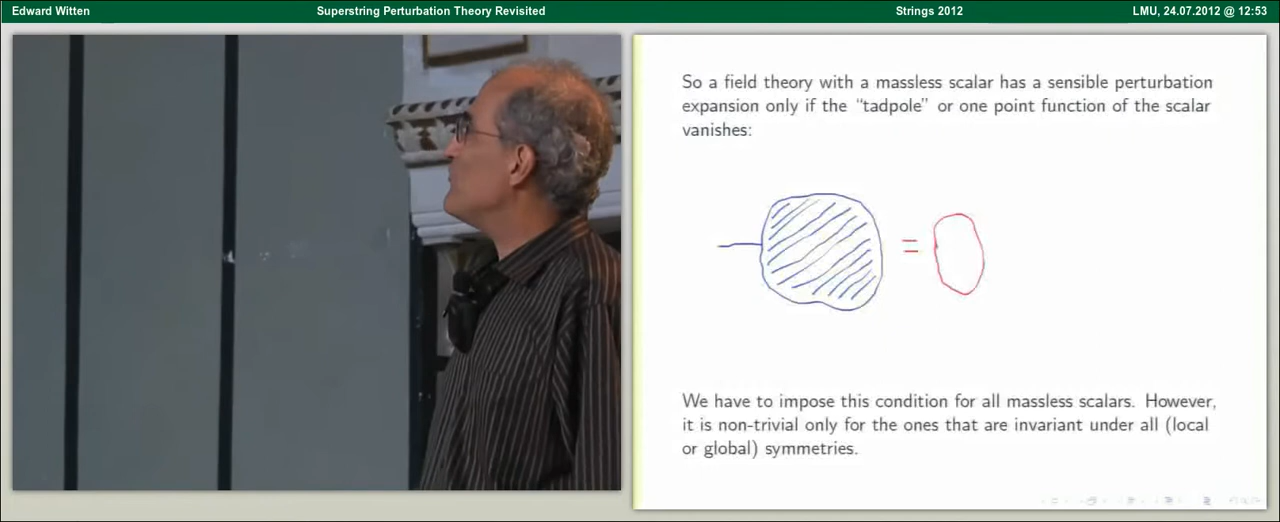 Edward Witten
Superstring Perturbation Theory Revisited
Strings 2012
LMU, 24.07.2012 @ 12:53
So a field theory with a massless scalar has a sensible perturbation
expansion only if the “tadpole” or one point function of the scalar
vanishes:
= 0
We have to impose this condition for all massless scalars. However,
it is non-trivial only for the ones that are invariant under all (local
or global) symmetries.